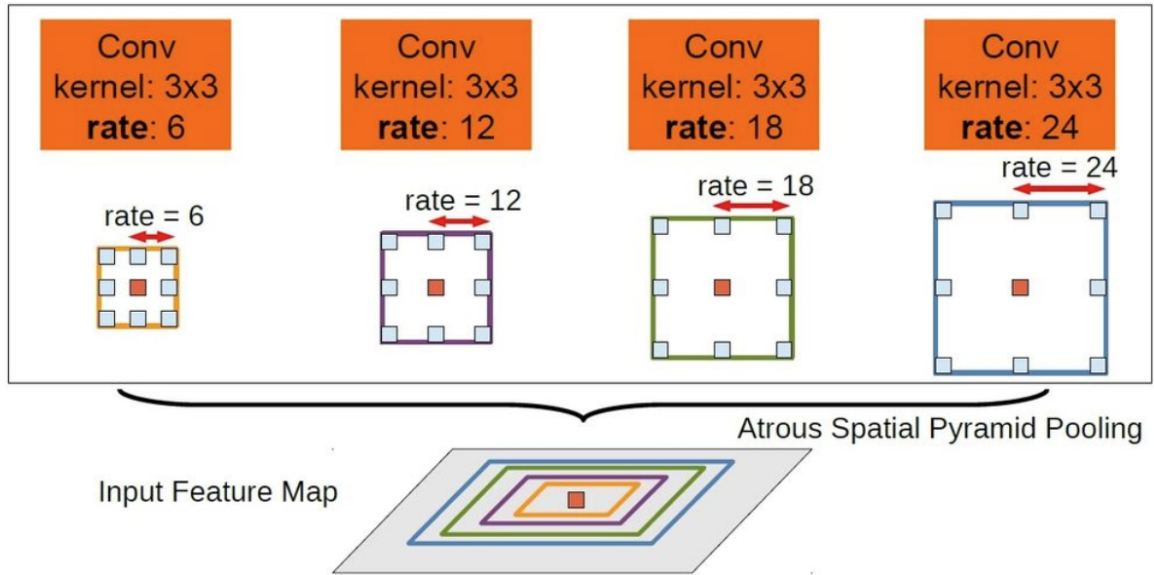 Conv
kernel: 3x3
rate: 6
Conv
kernel: 3x3
rate: 12
Conv
kernel: 3x3
rate: 18
Conv
kernel: 3x3
rate: 24
rate = 6
rate = 12
rate = 18
rate = 24
Atrous Spatial Pyramid Pooling
Input Feature Map